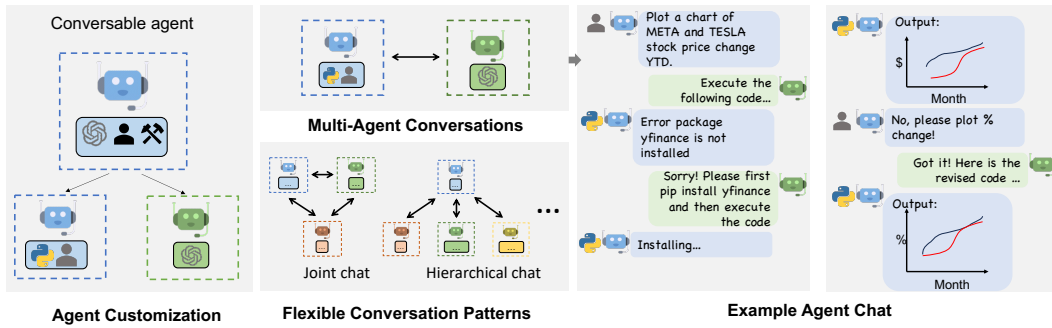 Conversable agent
Agent Customization
Multi-Agent Conversations
...
...
...
...
...
...
...
...
Joint chat
Hierarchical chat
Flexible Conversation Patterns
Plot a chart of
META and TESLA
stock price change
YTD.
Execute the
following code...
Error package
yfinance is not
installed
Sorry! Please first
pip install yfinance
and then execute
the code
Installing...
Output:
$
Month
No, please plot %
change!
Got it! Here is the
revised code ...
Output:
%
Month
Example Agent Chat